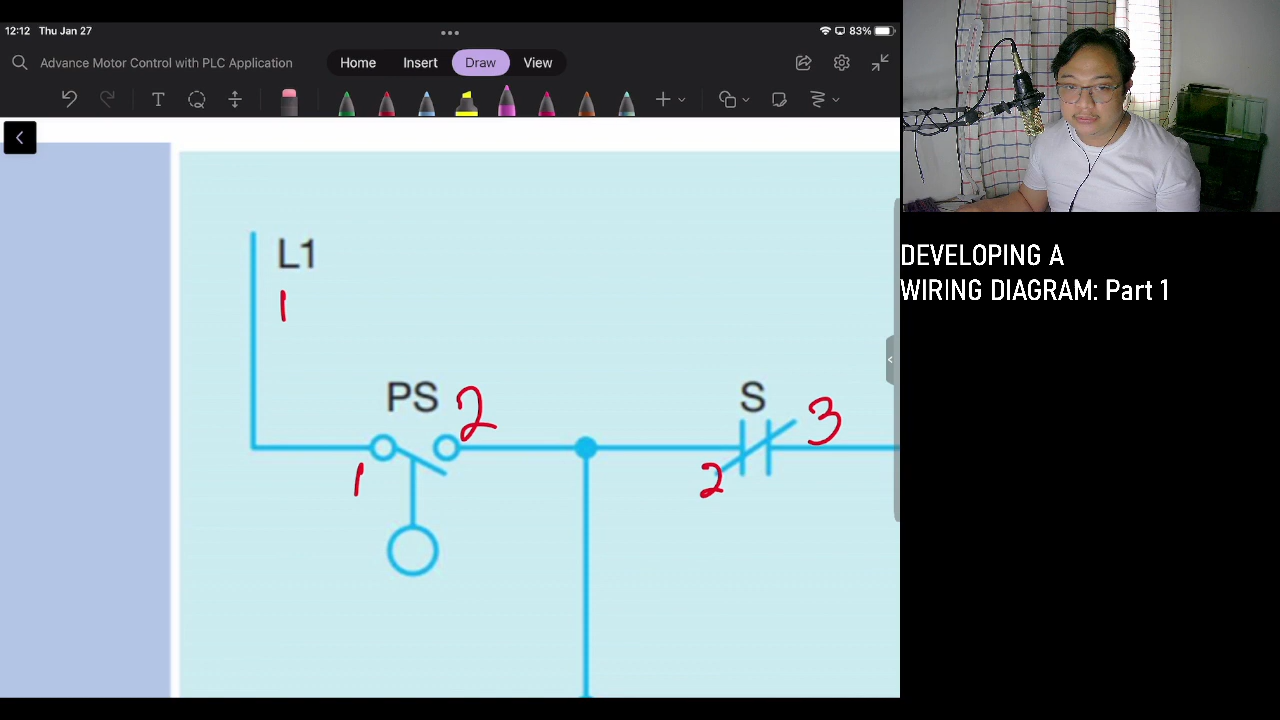 12:12 Thu Jan 27
83%
Advance Motor Control with PLC Application
Home Insert Draw View
T
L1
1
PS 2
1
S 3
2
DEVELOPING A
WIRING DIAGRAM: Part 1